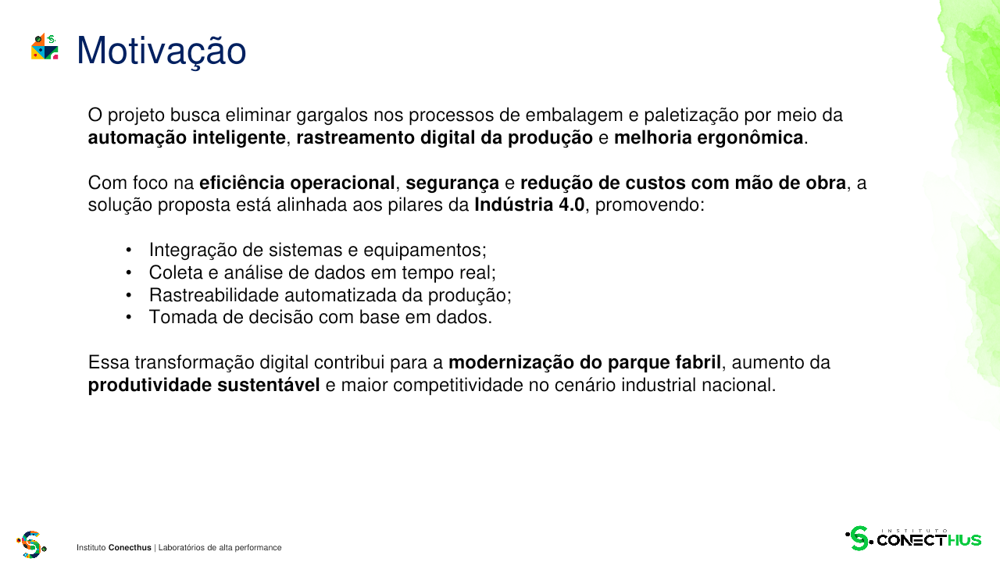 Motivação
O projeto busca eliminar gargalos nos processos de embalagem e paletização por meio da
automação inteligente, rastreamento digital da produção e melhoria ergonômica.
Com foco na eficiência operacional, segurança e redução de custos com mão de obra, a
solução proposta está alinhada aos pilares da Indústria 4.0, promovendo:
• Integração de sistemas e equipamentos;
• Coleta e análise de dados em tempo real;
• Rastreabilidade automatizada da produção;
• Tomada de decisão com base em dados.
Essa transformação digital contribui para a modernização do parque fabril, aumento da
produtividade sustentável e maior competitividade no cenário industrial nacional.
Instituto Conecthus | Laboratórios de alta performance
INSTITUTO
CONECTHUS